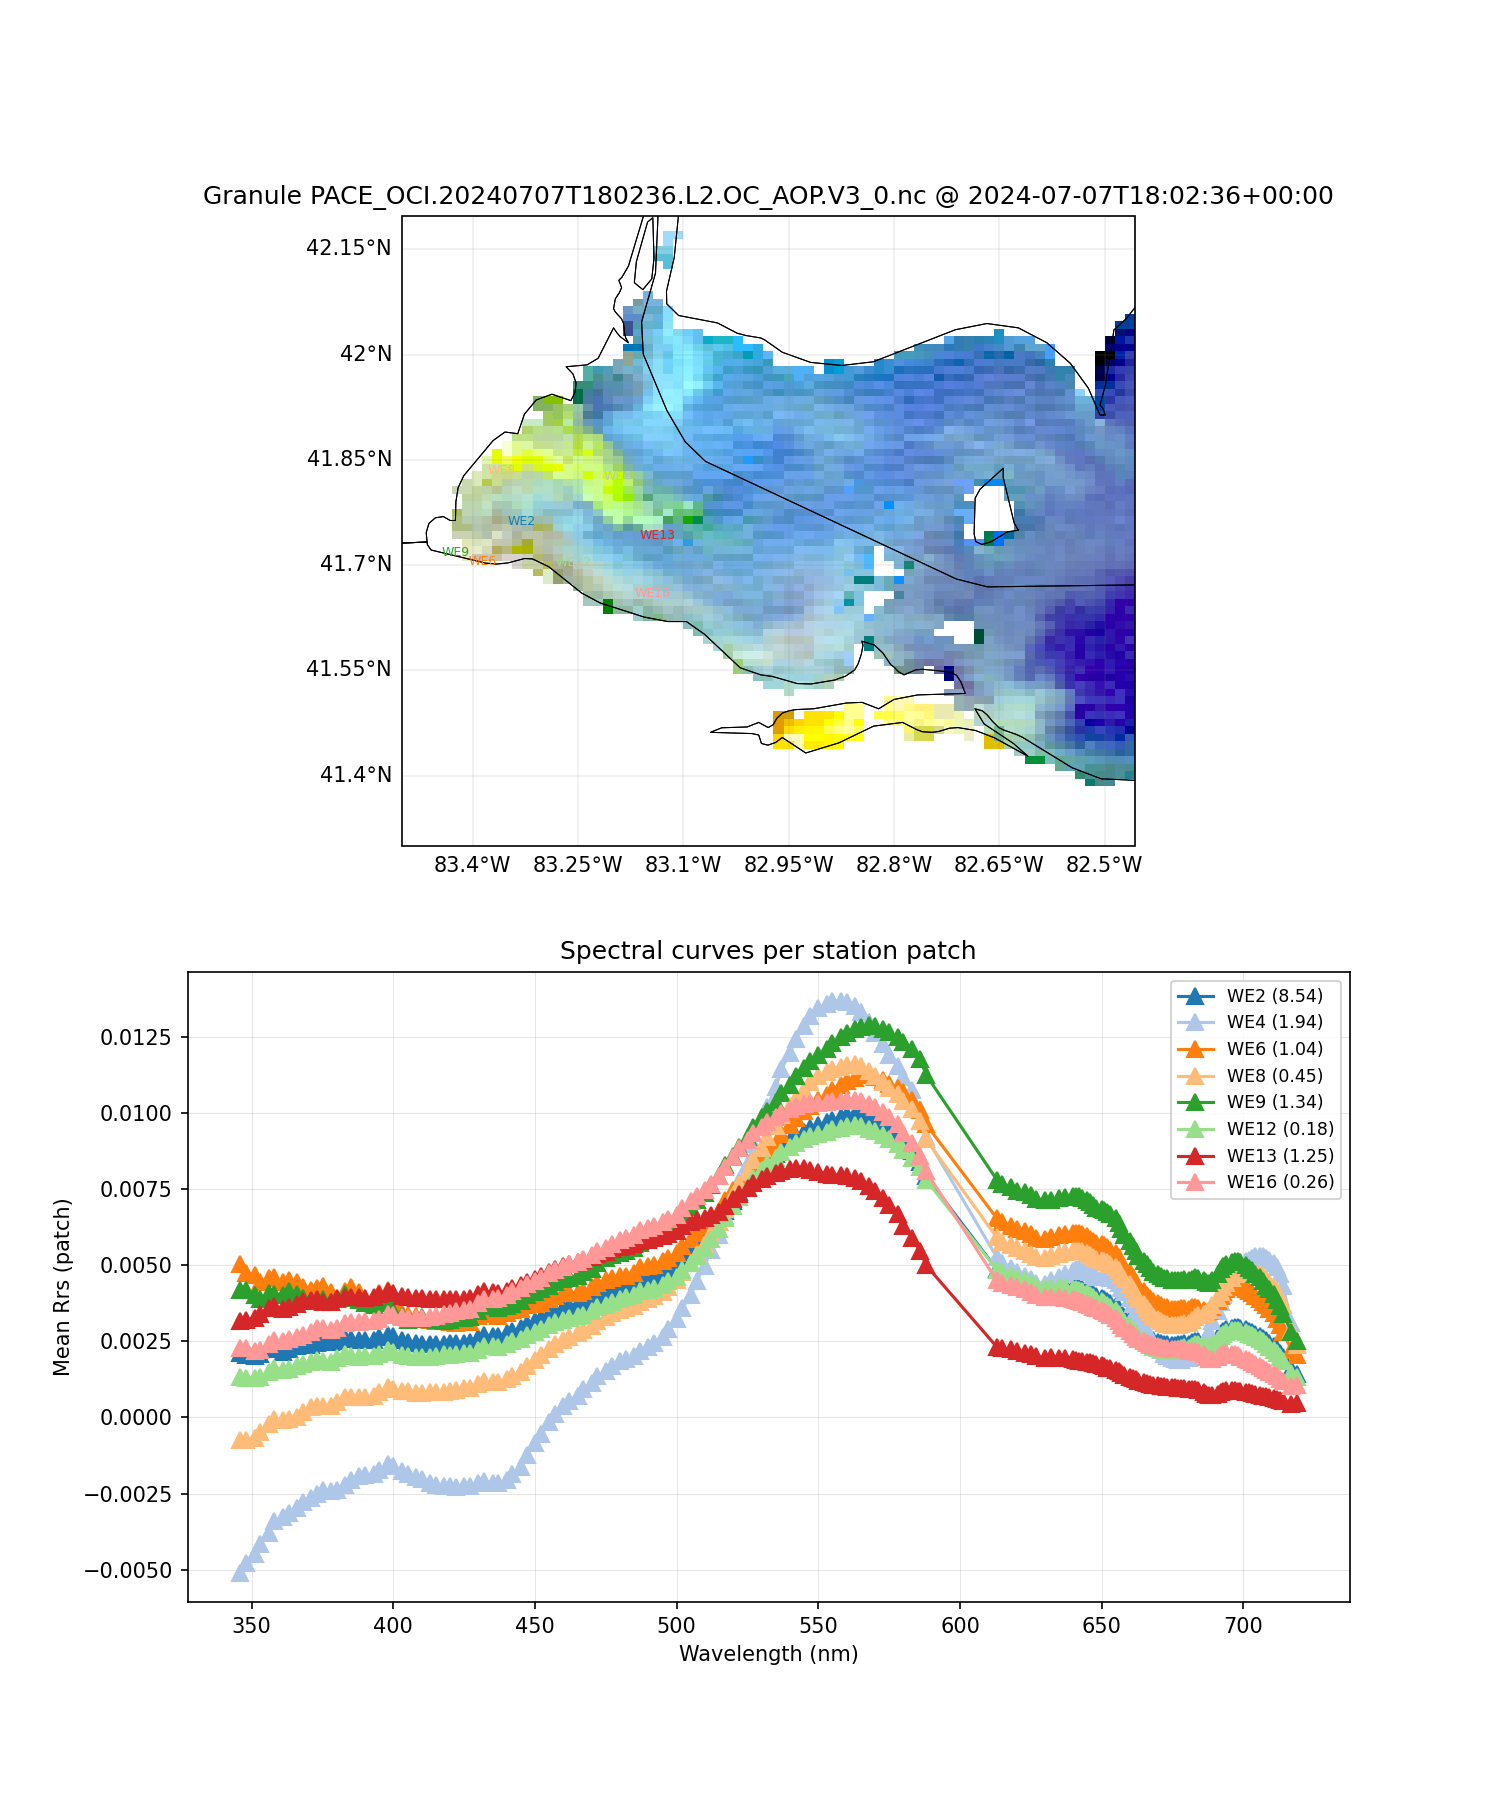 Granule PACE_OCI.20240707T180236.L2.OC_AOP.V3_0.nc @ 2024-07-07T18:02:36+00:00
42.15°N
42°N
41.85°N
41.7°N
41.55°N
41.4°N
WE2
WE13
WE9
WE6
WE16
83.4°W
83.25°W
83.1°W
82.95°W
82.8°W
82.65°W
82.5°W
Spectral curves per station patch
Mean Rrs (patch)
0.0125
0.0100
0.0075
0.0050
0.0025
0.0000
−0.0025
−0.0050
WE2 (8.54)
WE4 (1.94)
WE6 (1.04)
WE8 (0.45)
WE9 (1.34)
WE12 (0.18)
WE13 (1.25)
WE16 (0.26)
350
400
450
500
550
600
650
700
Wavelength (nm)